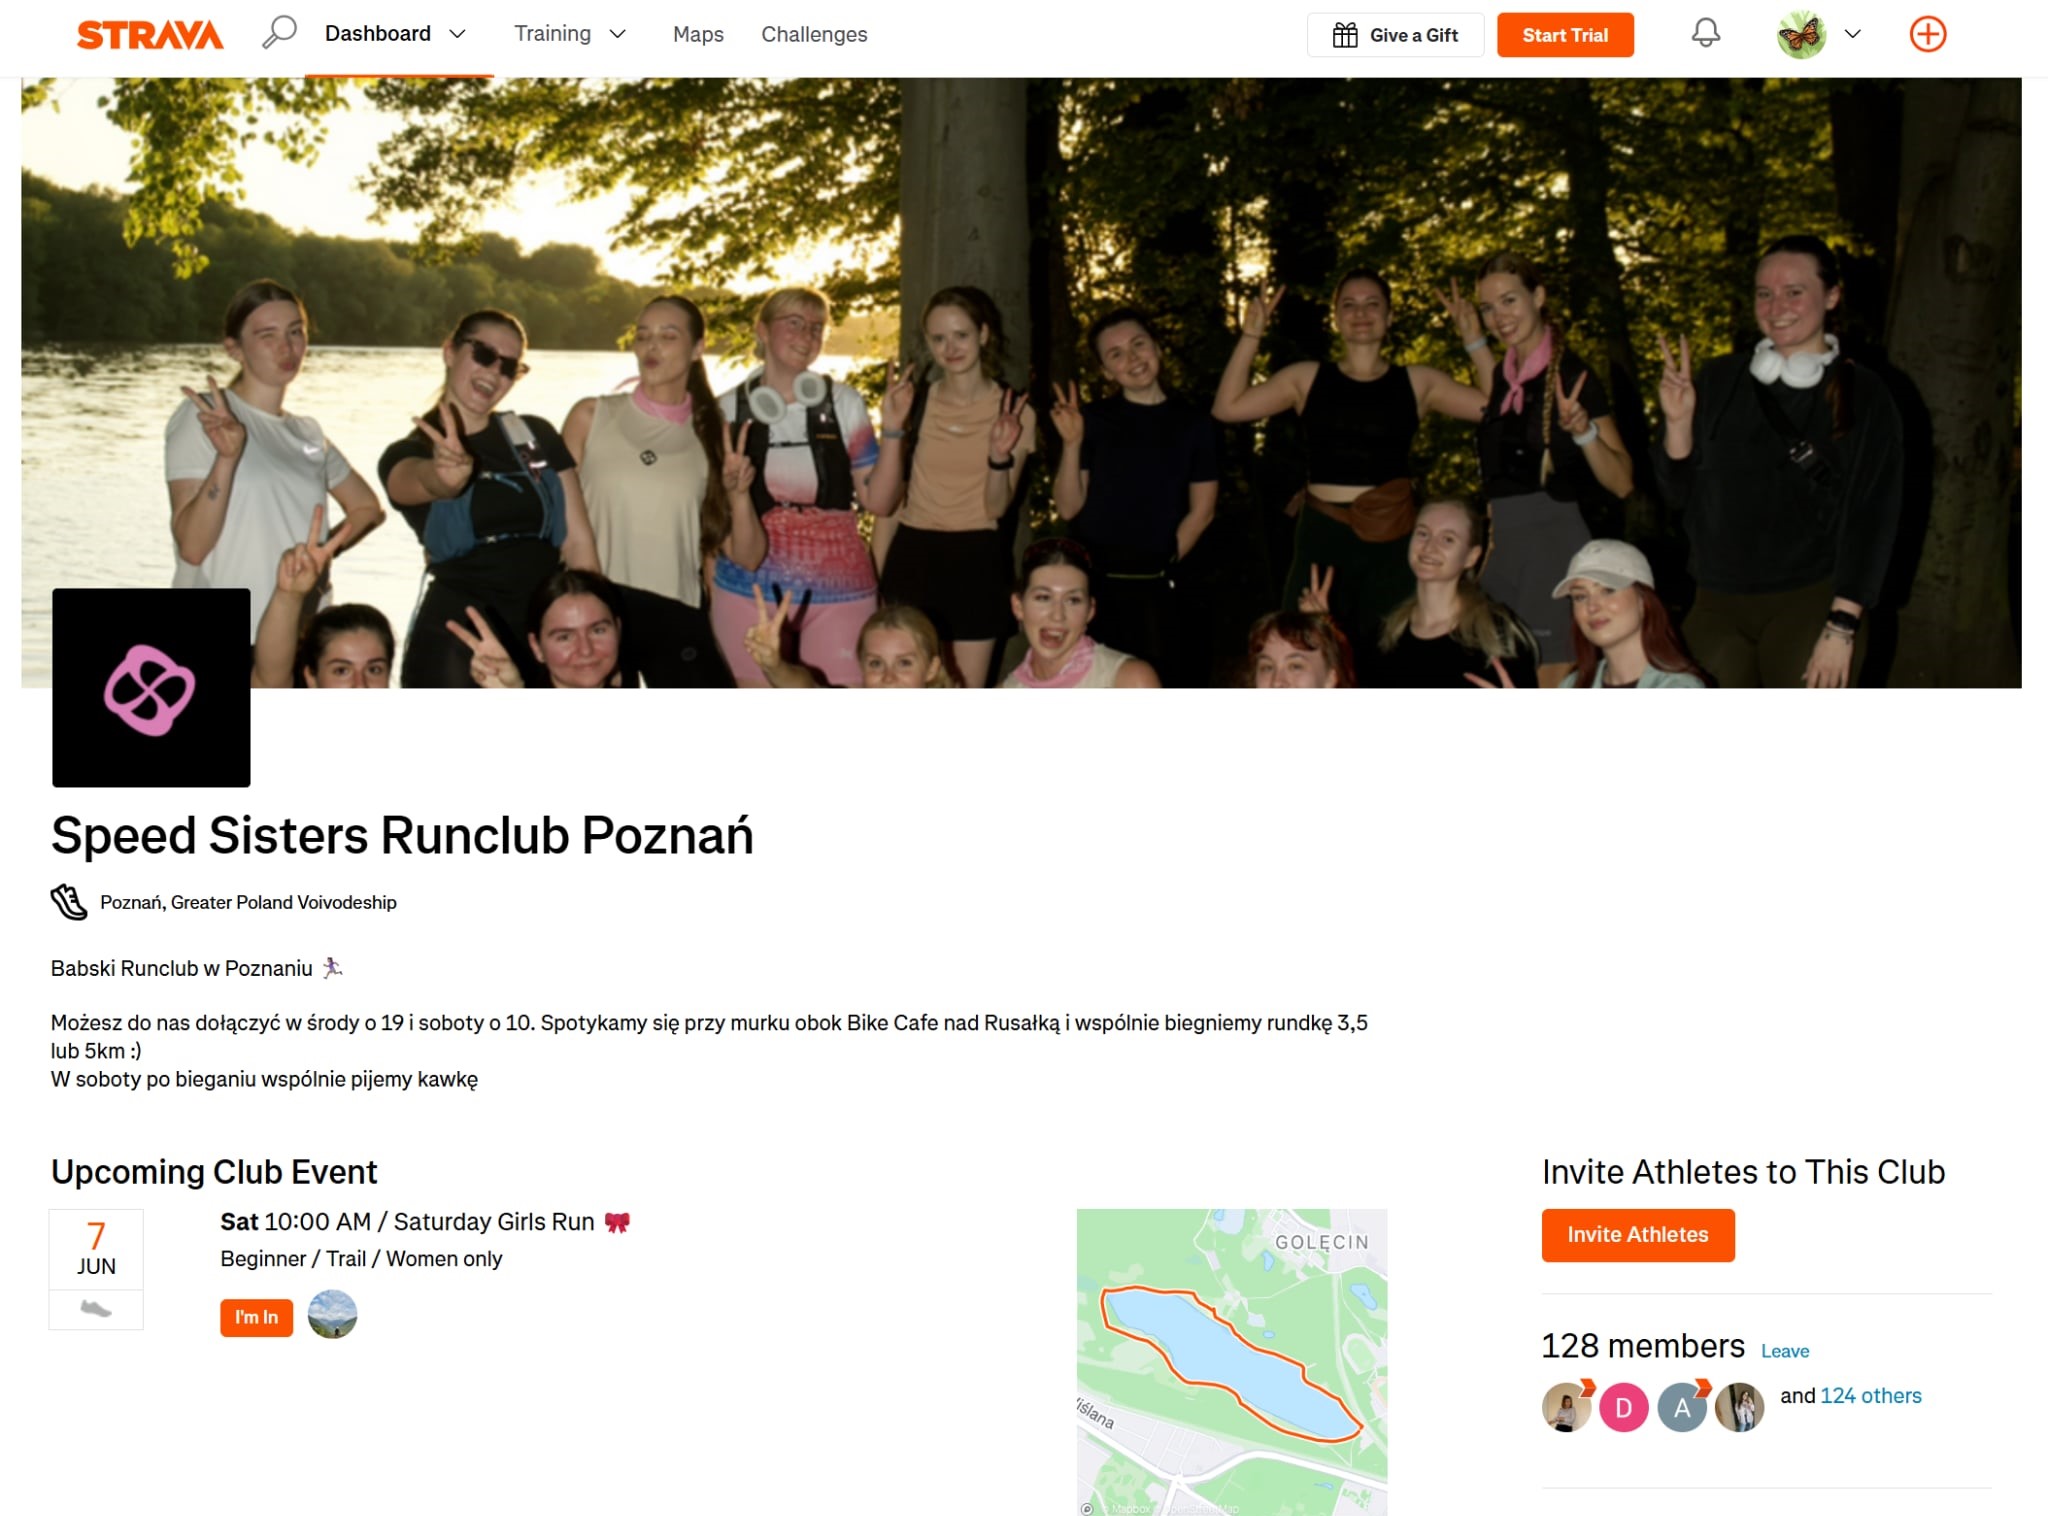 STRAVA
Dashboard
Training
Maps
Challenges
Give a Gift
Start Trial
Speed Sisters Runclub Poznań
Poznań, Greater Poland Voivodeship
Babski Runclub w Poznaniu
Możesz do nas dołączyć w środy o 19 i soboty o 10. Spotykamy się przy murku obok Bike Cafe nad Rusałką i wspólnie biegniemy rundkę 3,5
lub 5km :)
W soboty po bieganiu wspólnie pijemy kawkę
Upcoming Club Event
7
JUN
Sat 10:00 AM / Saturday Girls Run
Beginner / Trail / Women only
I'm In
GOLĘCIN
iślana
© Mapbox © OpenStreetMap
Invite Athletes to This Club
Invite Athletes
128 members Leave
D
A
and 124 others